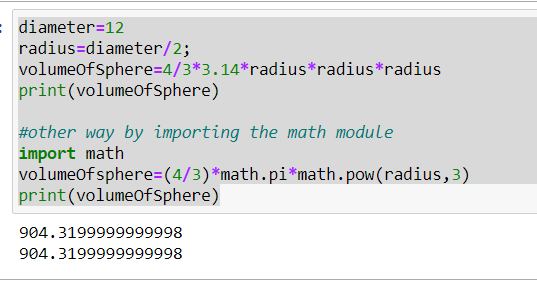 diameter=12
radius=diameter/2;
volumeOfSphere=4/3*3.14*radius*radius*radius
print(volumeOfSphere)
#other way by importing the math module
import math
volumeOfsphere=(4/3)*math.pi*math.pow(radius,3)
print(volumeOfSphere)
904.3199999999998
904.3199999999998